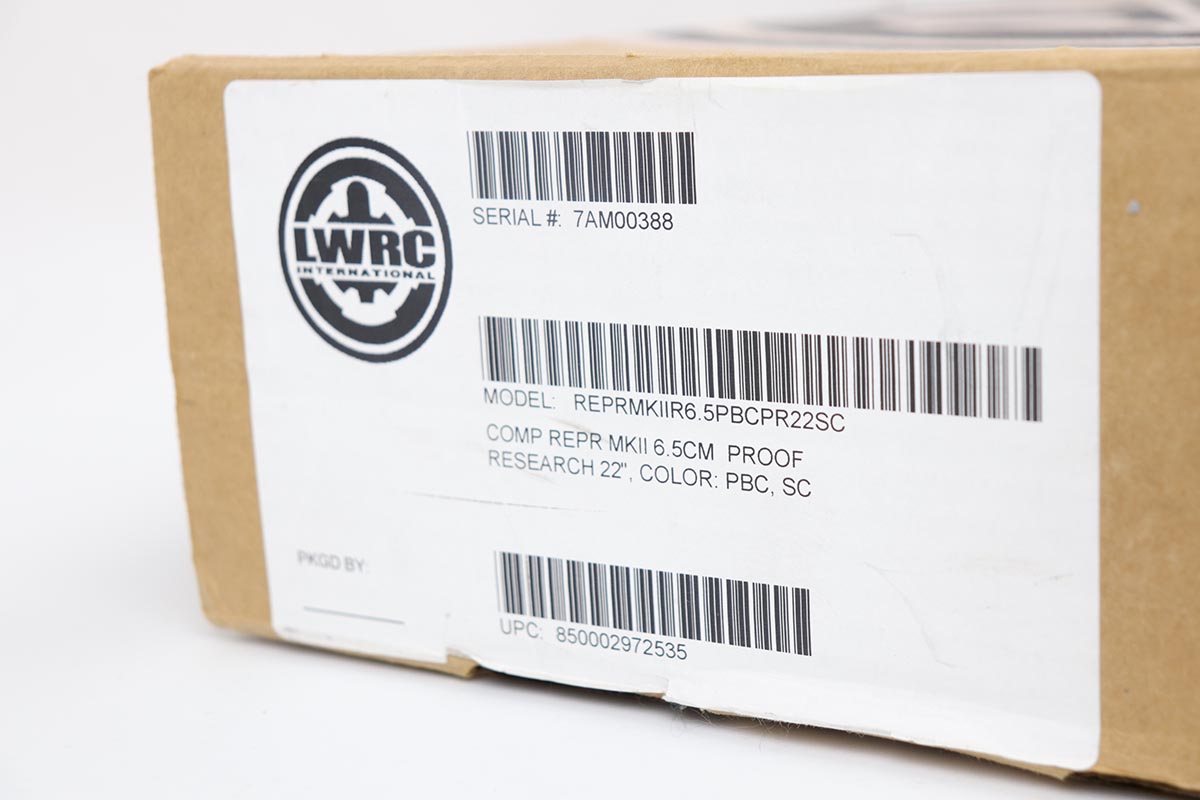 LWRC
INTERNATIONAL
SERIAL #: 7AM00388
MODEL: REPRMKIIR6.5PBCPR22SC
COMP REPR MKII 6.5CM PROOF
RESEARCH 22", COLOR: PBC, SC
PKGD BY:
UPC: 850002972535